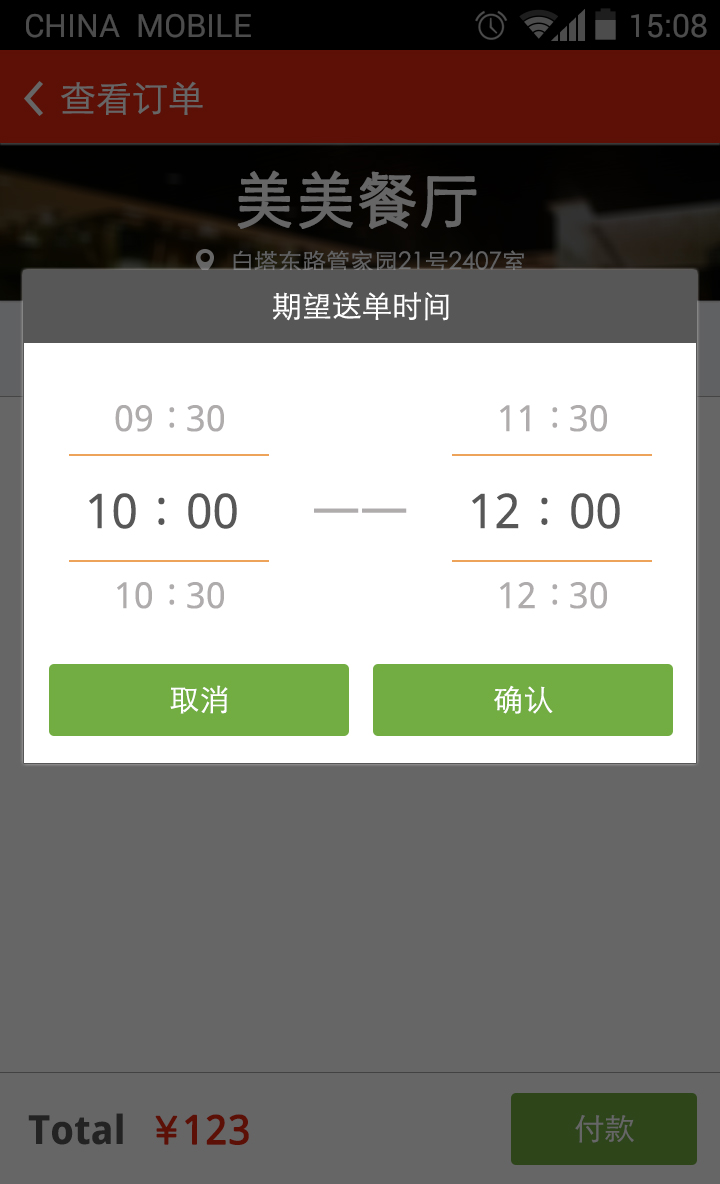 CHINA MOBILE 15:08
查看订单
美美餐厅
白塔东路管家园21号2407室
期望送单时间
09：30 11：30
10：00 —— 12：00
10：30 12：30
取消 确认
Total ￥123 付款